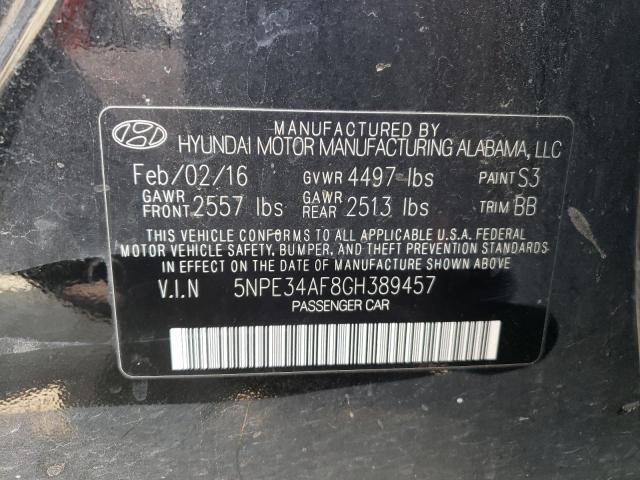 MANUFACTURED BY
HYUNDAI MOTOR MANUFACTURING ALABAMA, LLC
Feb/02/16 GVWR 4497 lbs PAINT S3
GAWR FRONT 2557 lbs GAWR REAR 2513 lbs TRIM BB
THIS VEHICLE CONFORMS TO ALL APPLICABLE U.S.A. FEDERAL
MOTOR VEHICLE SAFETY, BUMPER, AND THEFT PREVENTION STANDARDS
IN EFFECT ON THE DATE OF MANUFACTURE SHOWN ABOVE
V.I.N 5NPE34AF8GH389457
PASSENGER CAR